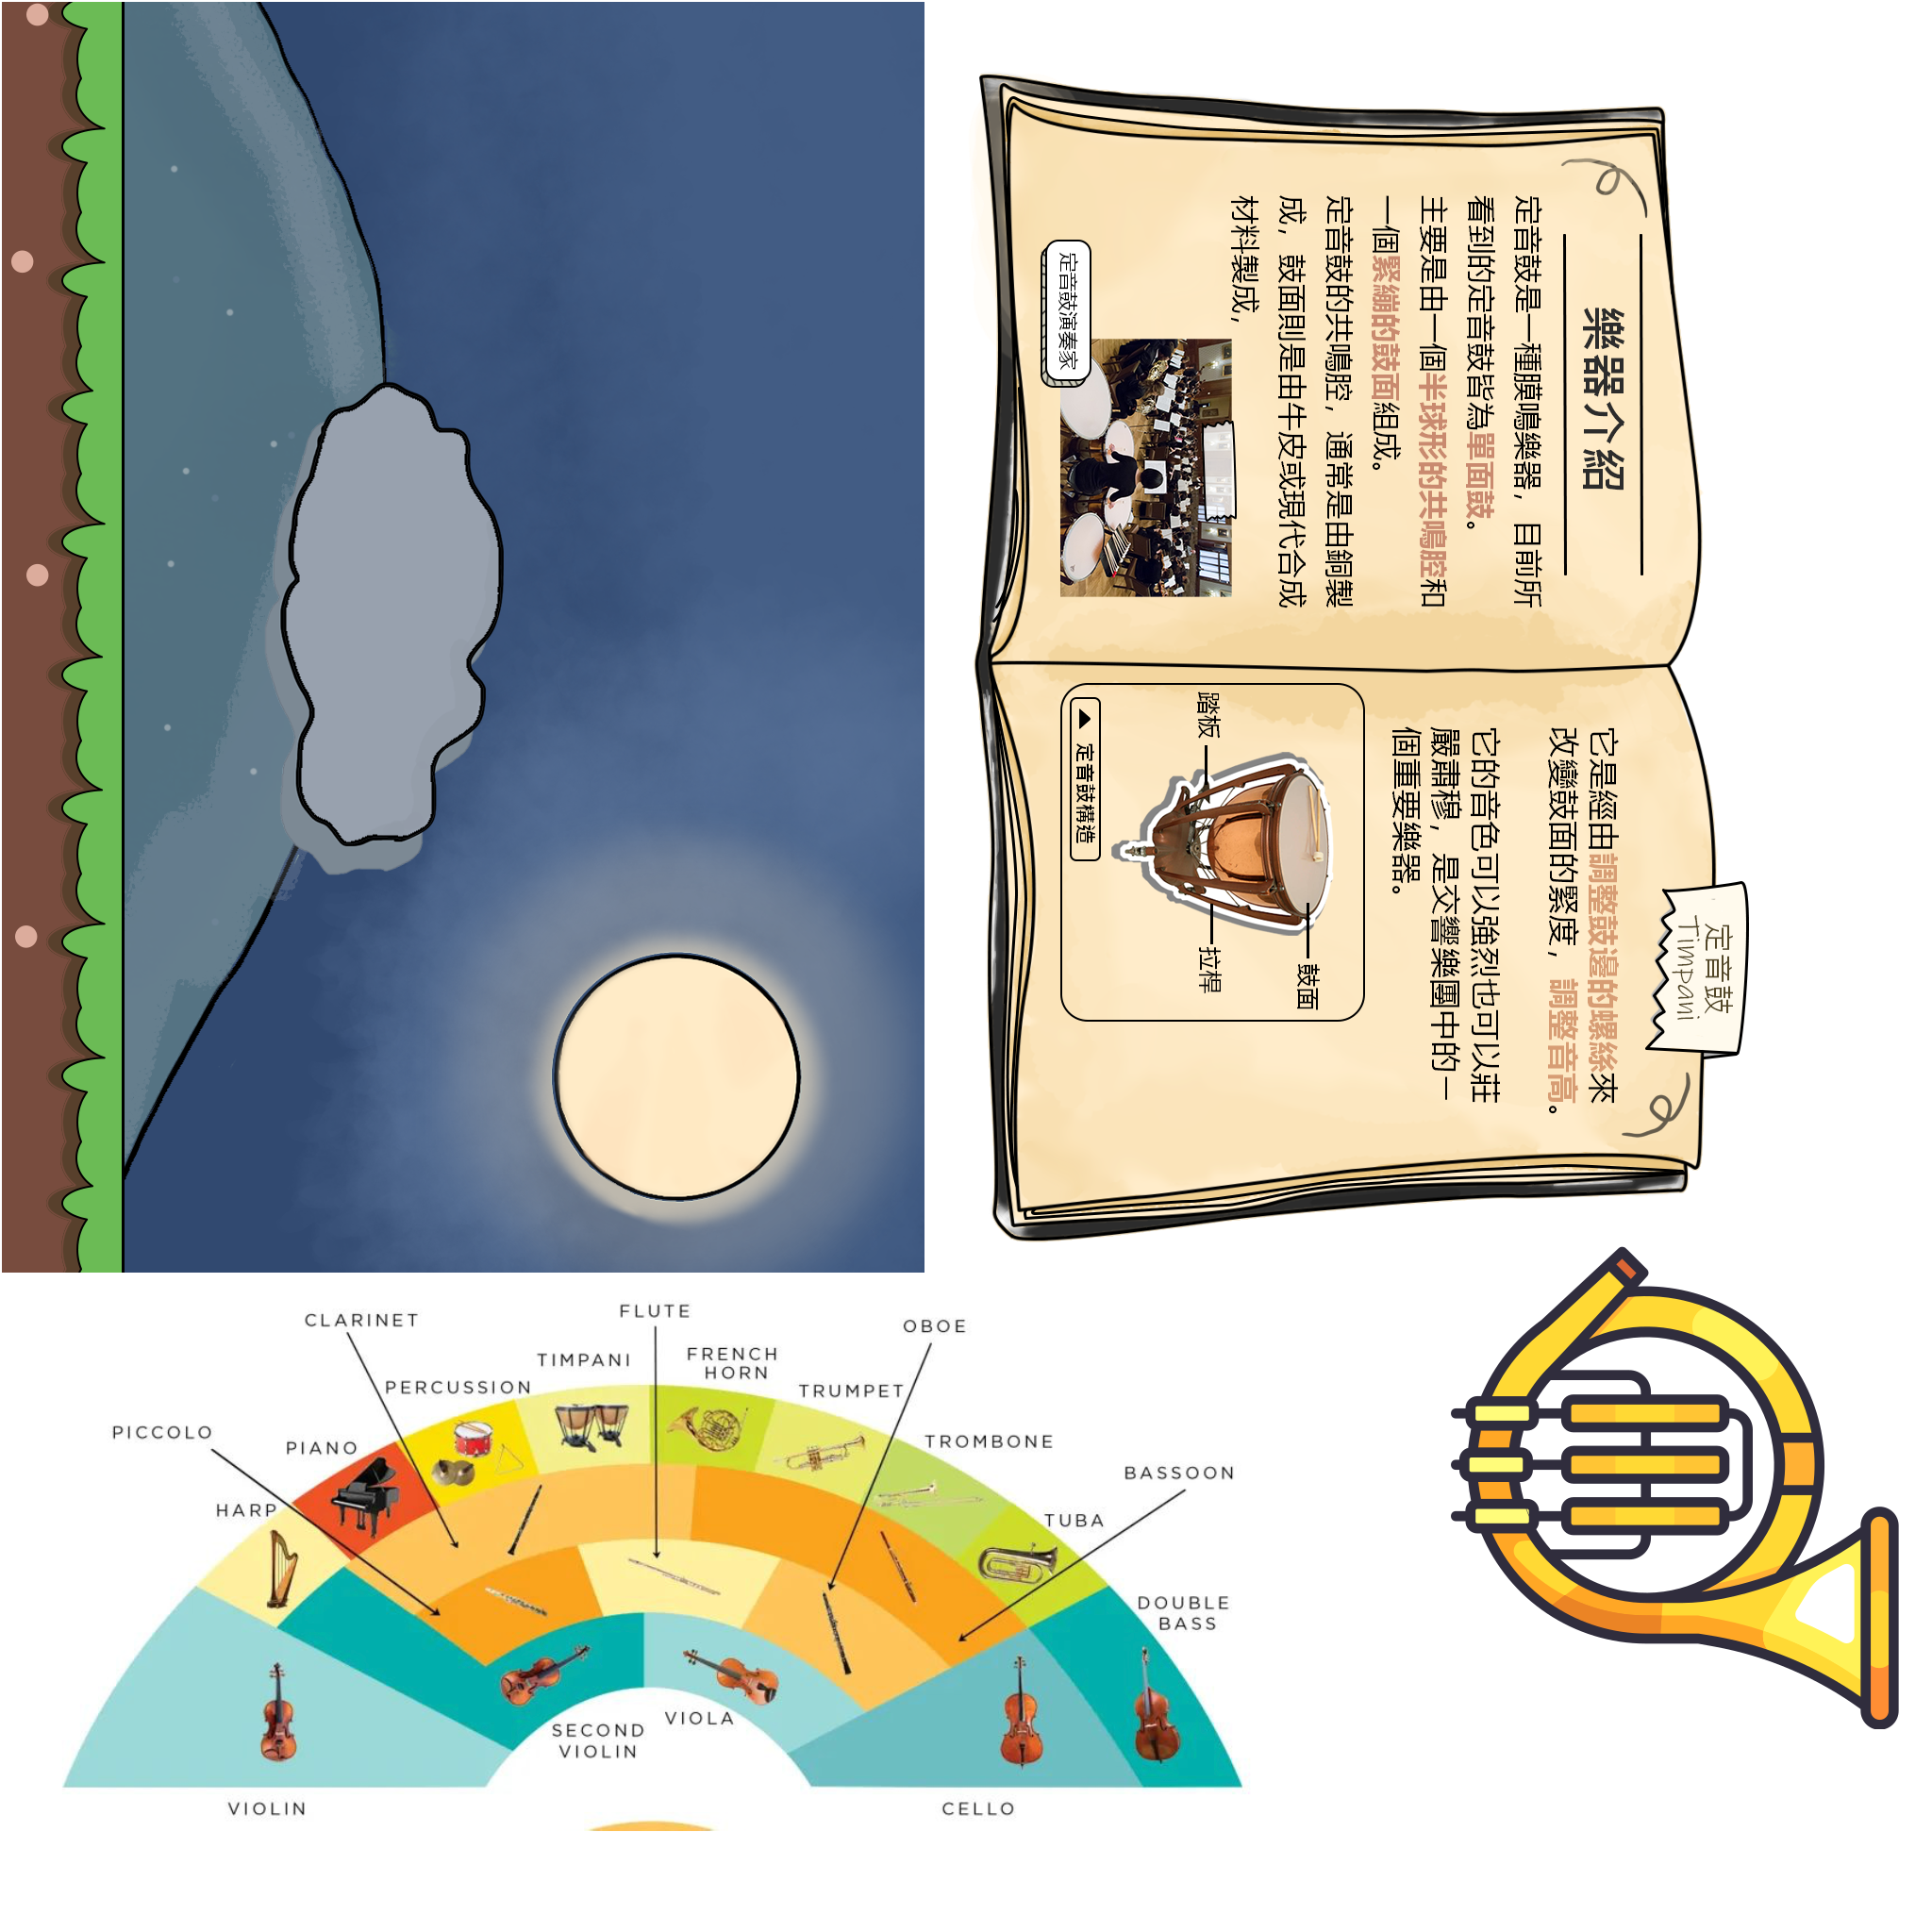 樂器介紹
定音鼓是一種膜鳴樂器，目前所
看到的定音鼓皆為單面鼓。
主要是由一個半球形的共鳴腔和
一個緊繃的鼓面組成。
定音鼓的共鳴腔，通常是由銅製
成，鼓面則是由牛皮或現代合成
材料製成，
定音鼓演奏家
定音鼓
Timpani
它是經由調整鼓邊的螺絲來
改變鼓面的緊度，調整音高。
它的音色可以強烈也可以莊
嚴肅穆，是交響樂團中的一
個重要樂器。
鼓面
踏板
拉桿
▲ 定音鼓構造
CLARINET
FLUTE
OBOE
TIMPANI
FRENCH
HORN
PERCUSSION
TRUMPET
PICCOLO
PIANO
TROMBONE
BASSOON
HARP
TUBA
DOUBLE
BASS
SECOND
VIOLIN
VIOLA
VIOLIN
CELLO